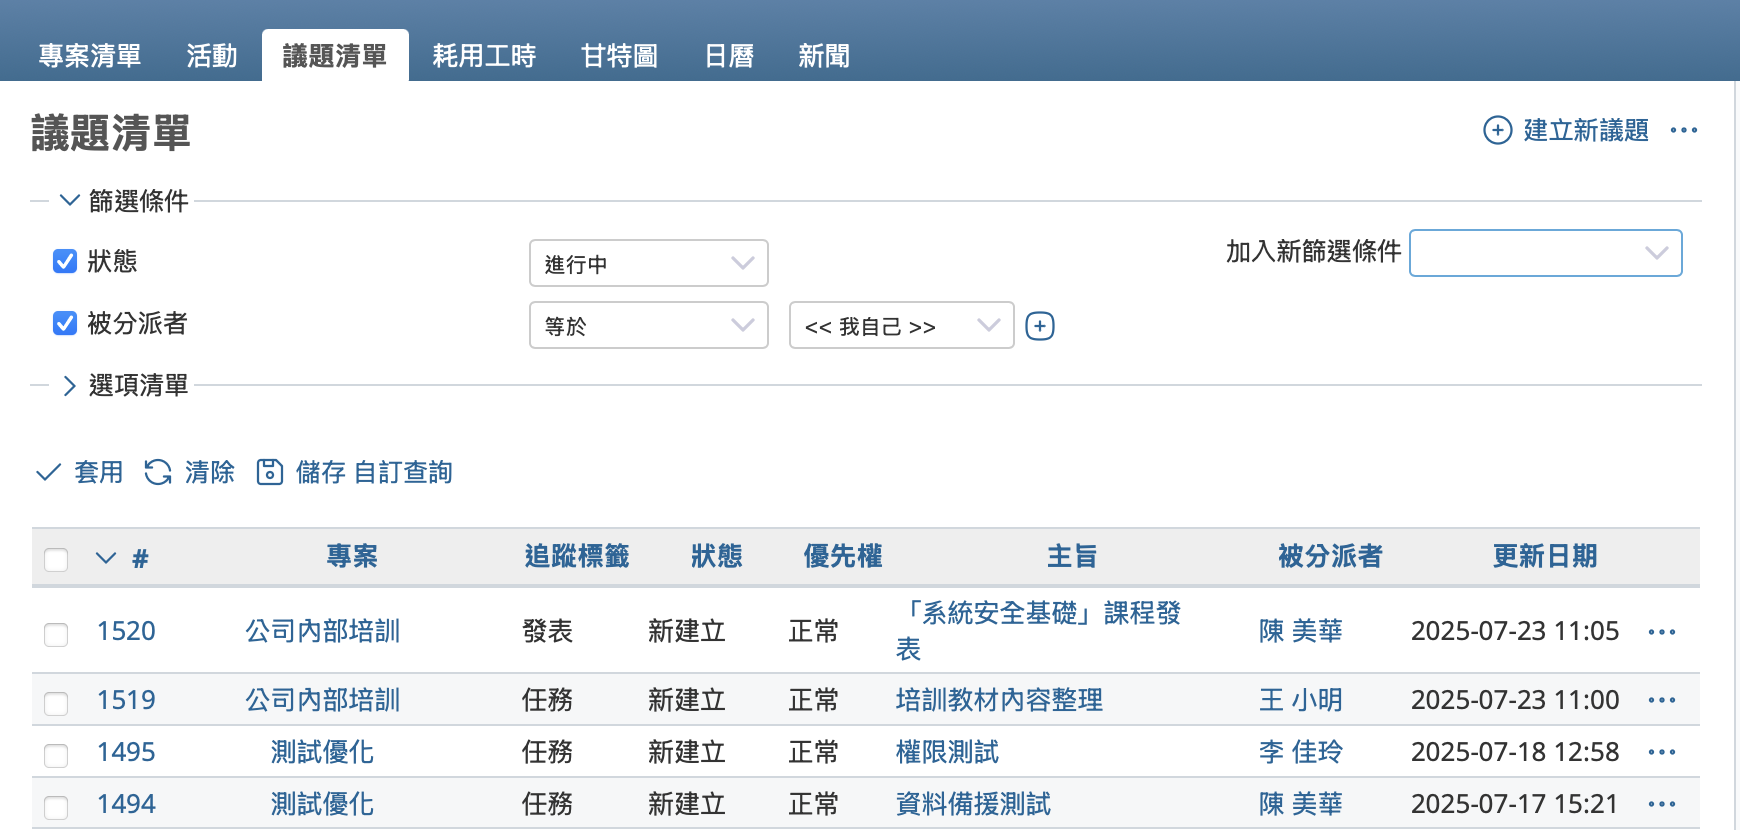 專案清單 活動 議題清單 耗用工時 甘特圖 日曆 新聞
議題清單
建立新議題 •••
篩選條件
狀態 進行中 加入新篩選條件
被分派者 等於 << 我自己 >>
選項清單
套用 清除 儲存 自訂查詢
# 專案 追蹤標籤 狀態 優先權 主旨 被分派者 更新日期
1520 公司內部培訓 發表 新建立 正常 「系統安全基礎」課程發 陳 美華 2025-07-23 11:05 •••
表
1519 公司內部培訓 任務 新建立 正常 培訓教材內容整理 王 小明 2025-07-23 11:00 •••
1495 測試優化 任務 新建立 正常 權限測試 李 佳玲 2025-07-18 12:58 •••
1494 測試優化 任務 新建立 正常 資料備援測試 陳 美華 2025-07-17 15:21 •••